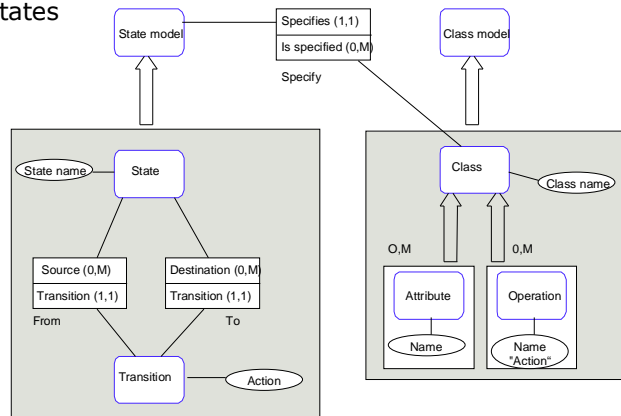 tates
State model
Specifies (1,1)
Is specified (0,M)
Specify
Class model
State name
State
Class
Class name
Source (0,M)
Transition (1,1)
From
Destination (0,M)
Transition (1,1)
To
Transition
Action
O,M
0,M
Attribute
Name
Operation
Name
"Action“